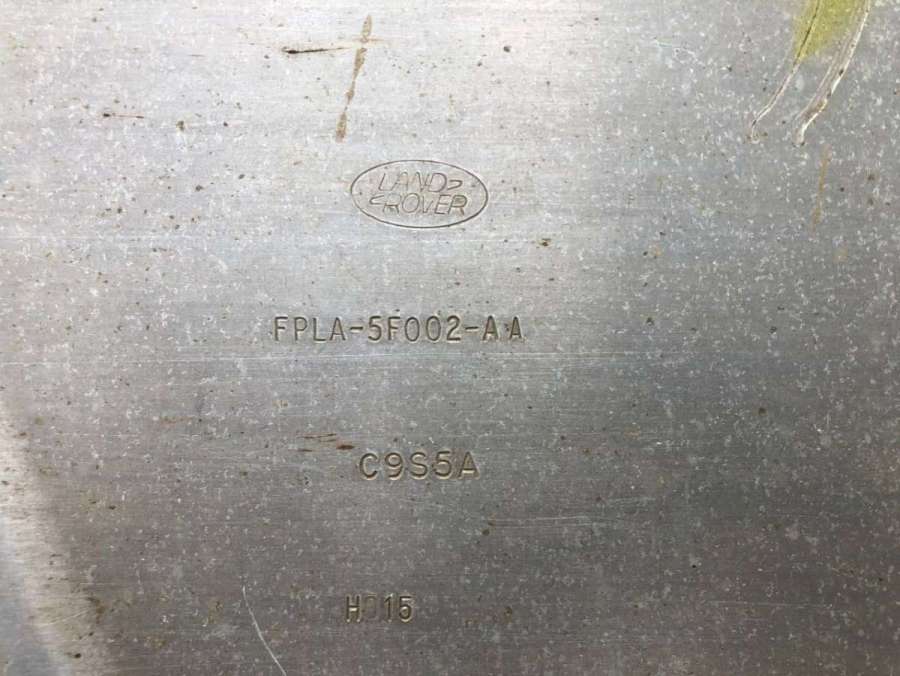 LAND
ROVER
FPLA-5F002-AA
C9S5A